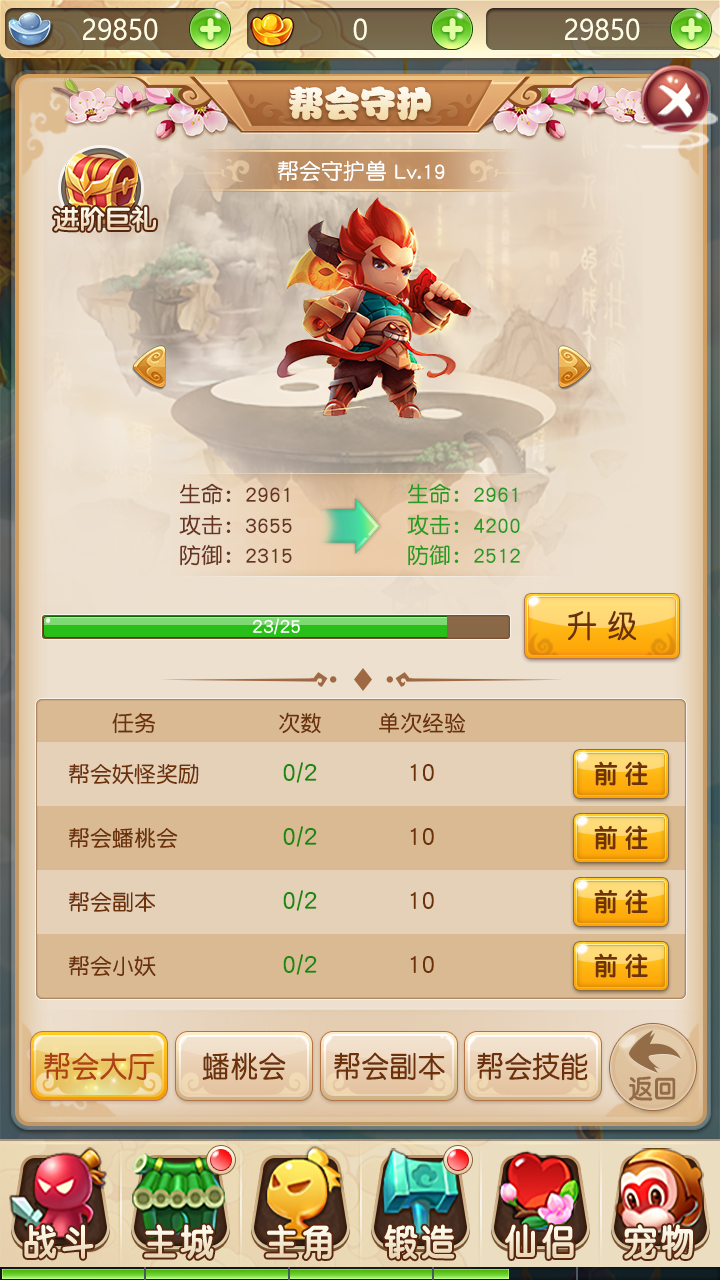 29850 0 29850
帮会守护
帮会守护兽 Lv.19
进阶巨礼
生命：2961 生命：2961
攻击：3655 攻击：4200
防御：2315 防御：2512
23/25
升级
任务 次数 单次经验
帮会妖怪奖励 0/2 10 前往
帮会蟠桃会 0/2 10 前往
帮会副本 0/2 10 前往
帮会小妖 0/2 10 前往
帮会大厅 蟠桃会 帮会副本 帮会技能 返回
战斗 主城 主角 锻造 仙侣 宠物